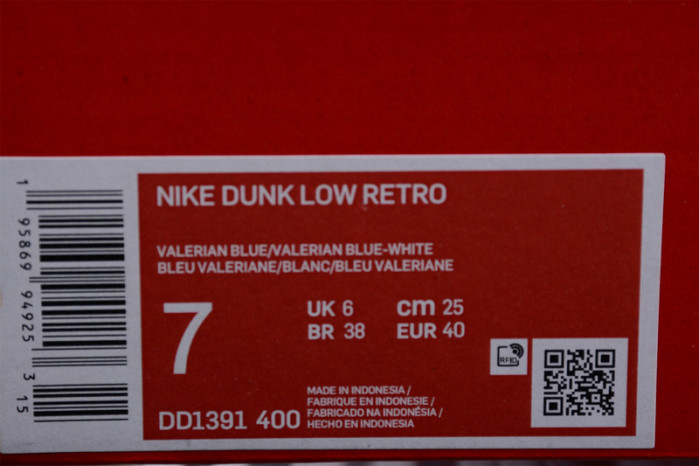 NIKE DUNK LOW RETRO
VALERIAN BLUE/VALERIAN BLUE-WHITE
BLEU VALERIANE/BLANC/BLEU VALERIANE
7
UK 6 cm 25
BR 38 EUR 40
RFID
DD1391 400
MADE IN INDONESIA /
FABRIQUE EN INDONESIE /
FABRICADO NA INDONÉSIA /
HECHO EN INDONESIA
1 95869 94925 3 15